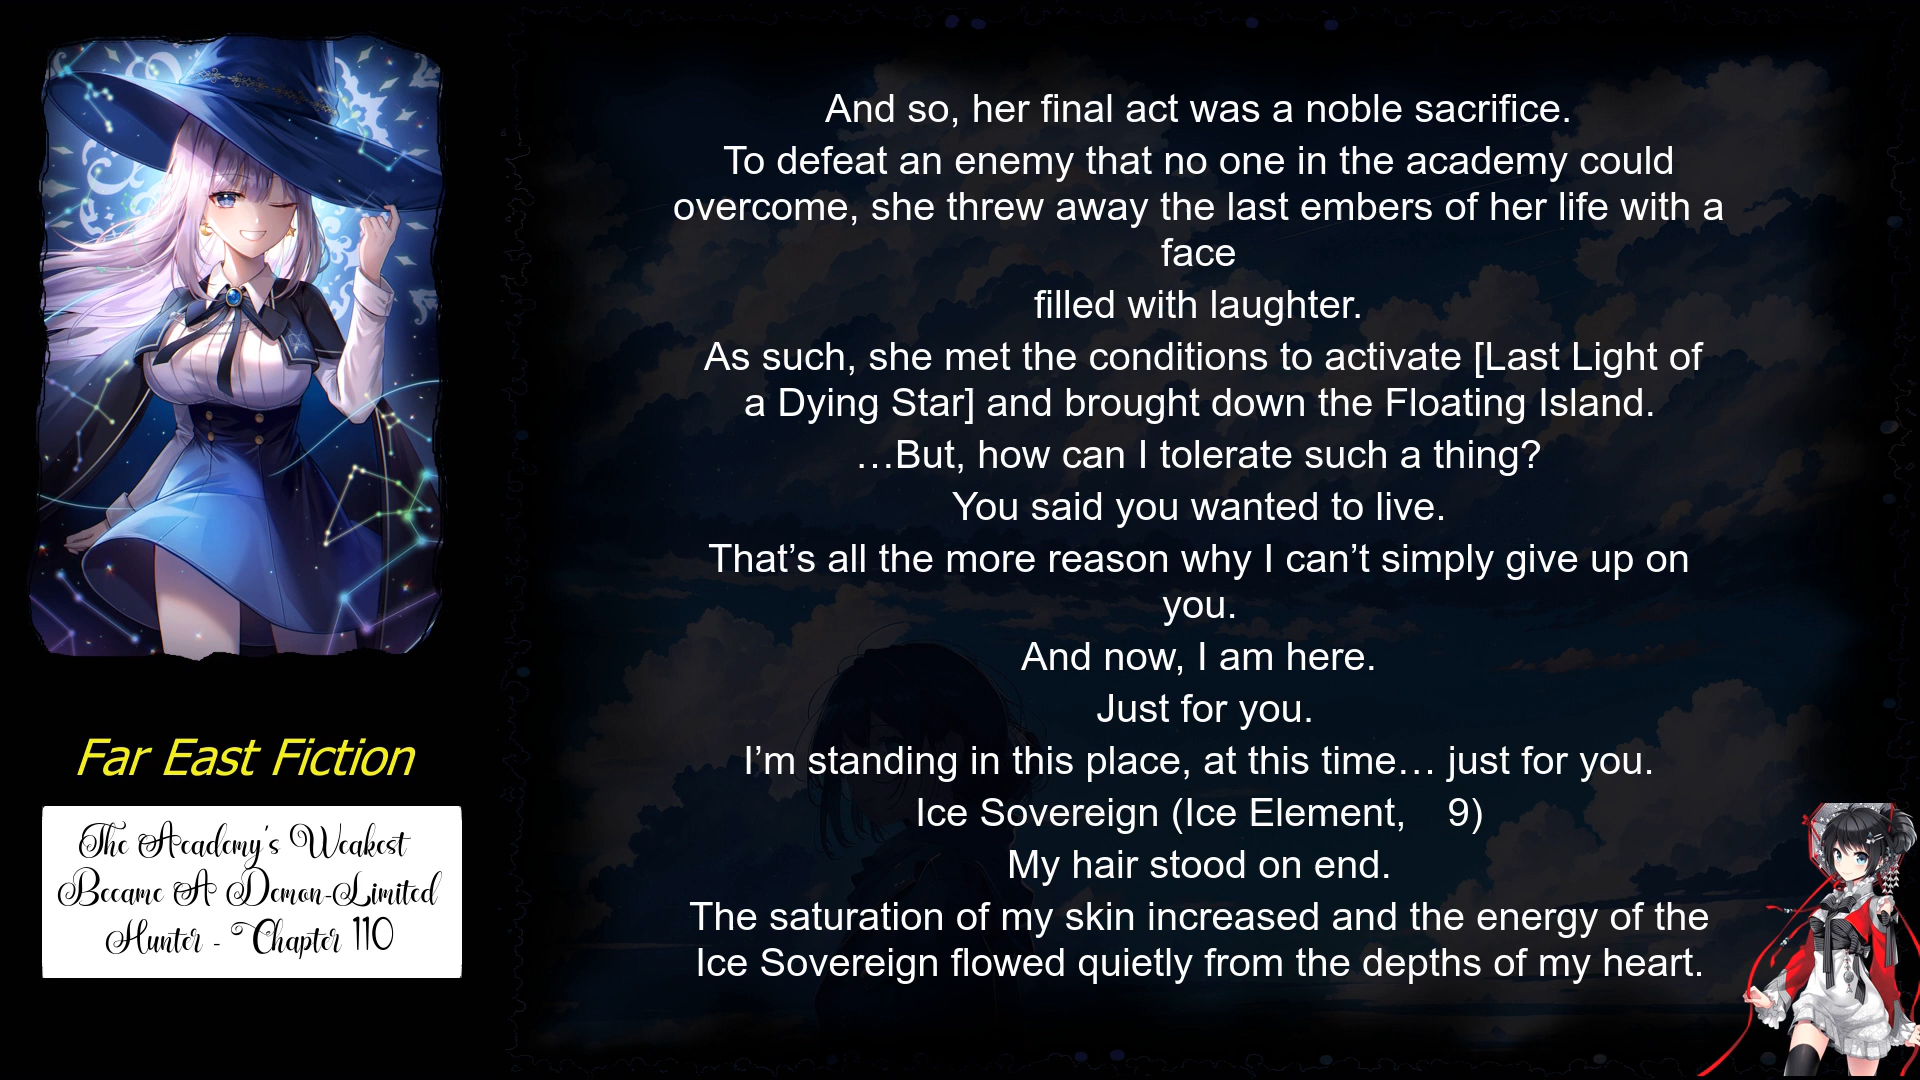 And so, her final act was a noble sacrifice.
To defeat an enemy that no one in the academy could
overcome, she threw away the last embers of her life with a
face
filled with laughter.
As such, she met the conditions to activate [Last Light of
a Dying Star] and brought down the Floating Island.
…But, how can I tolerate such a thing?
You said you wanted to live.
That’s all the more reason why I can’t simply give up on
you.
And now, I am here.
Just for you.
I’m standing in this place, at this time… just for you.
Ice Sovereign (Ice Element, 9)
My hair stood on end.
The saturation of my skin increased and the energy of the
Ice Sovereign flowed quietly from the depths of my heart.
Far East Fiction
The Academy's Weakest
Became A Demon-Limited
Hunter - Chapter 110